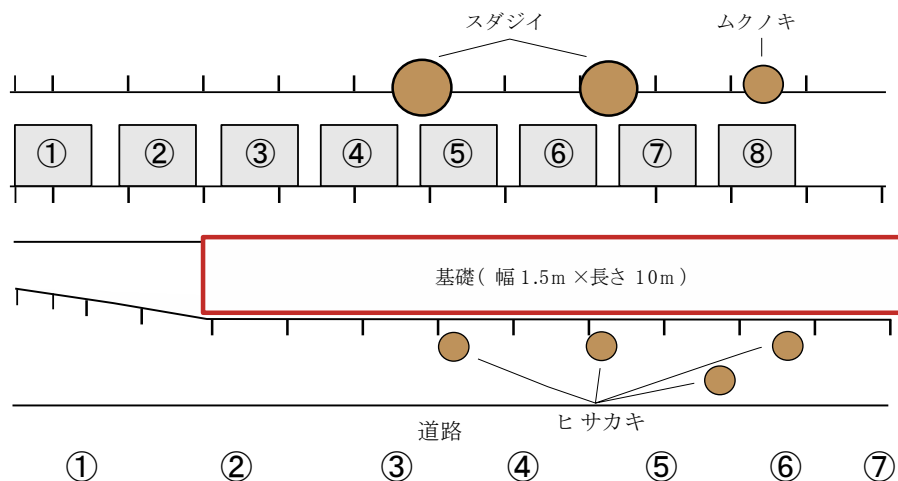 スダジイ ムクノキ
① ② ③ ④ ⑤ ⑥ ⑦ ⑧
基礎( 幅 1.5m ×長さ 10m )
ヒサカキ
道路
① ② ③ ④ ⑤ ⑥ ⑦